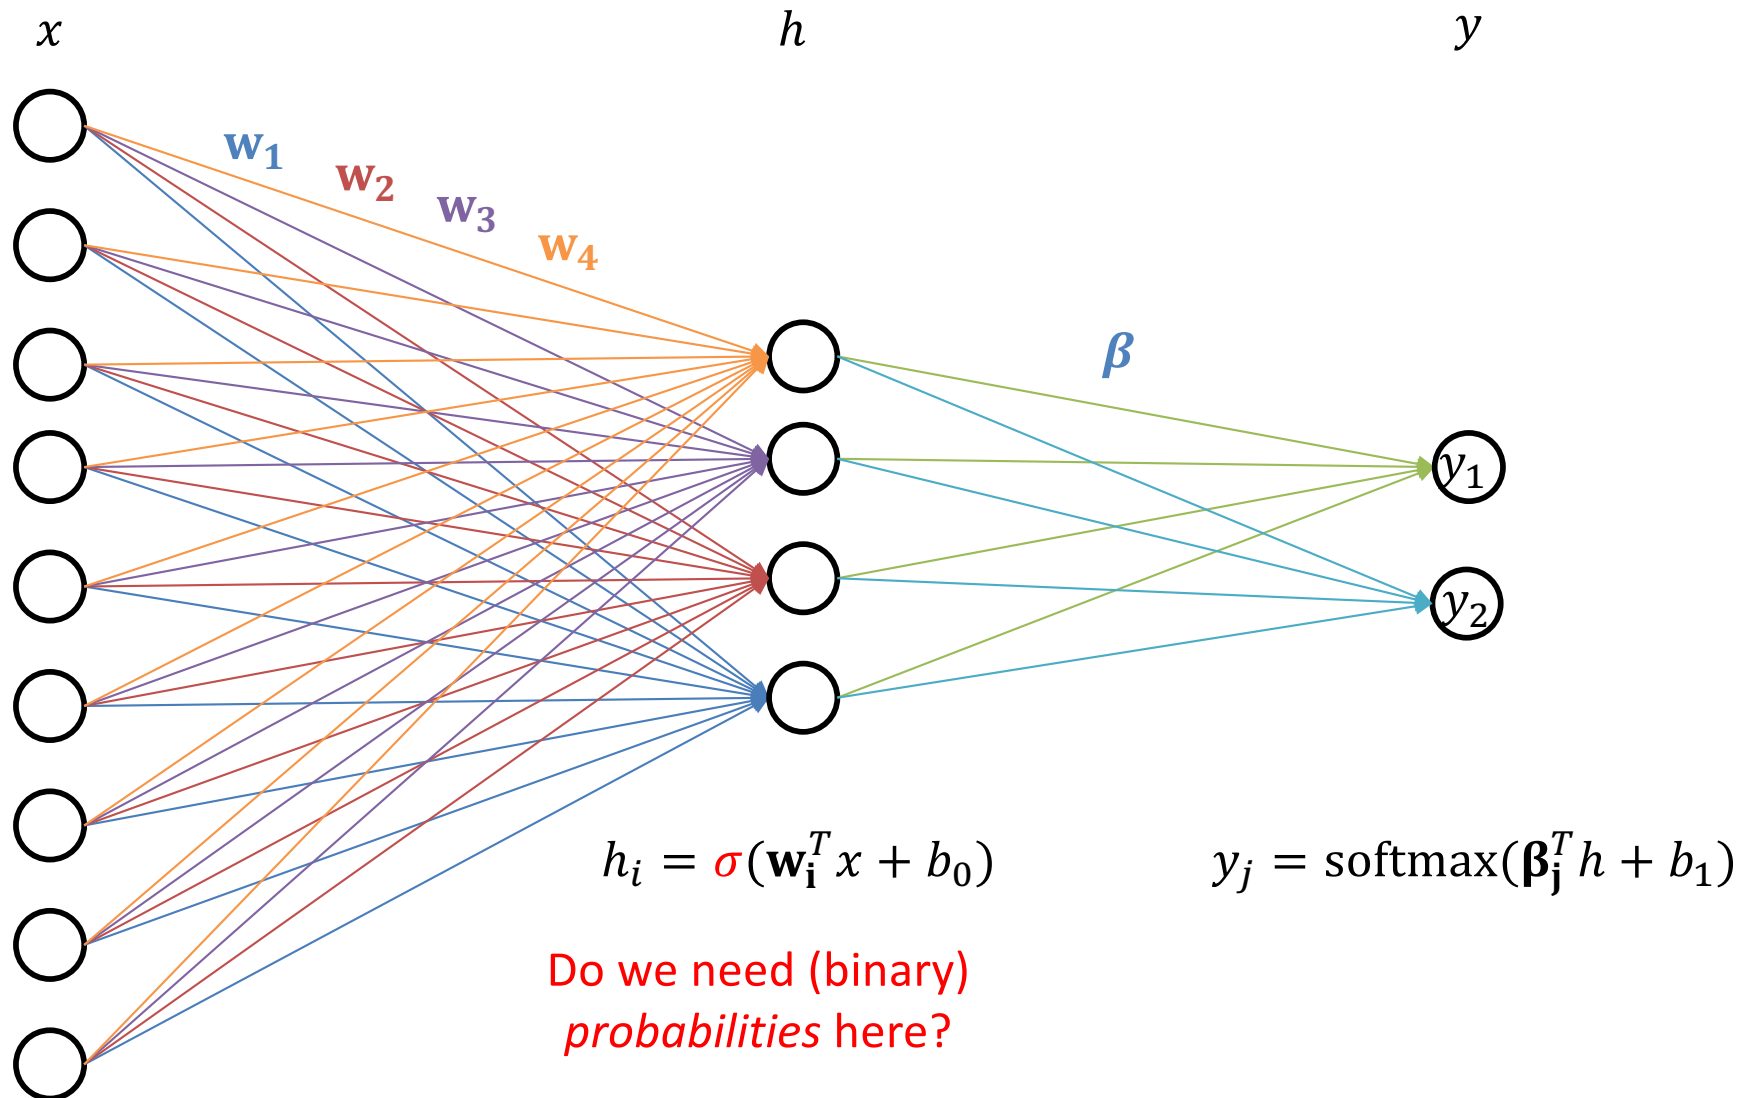 x h y
w₁
w₂
w₃
w₄
β
y₁
y₂
hᵢ = σ(wᵢᵀx + b₀)
yⱼ = softmax(βⱼᵀh + b₁)
Do we need (binary)
probabilities here?